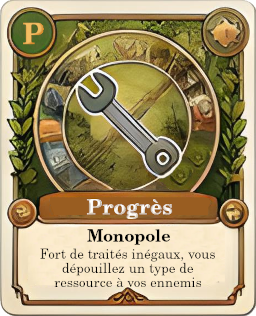 P
Progrès
Monopole
Fort de traités inégaux, vous
dépouillez un type de
ressource à vos ennemis